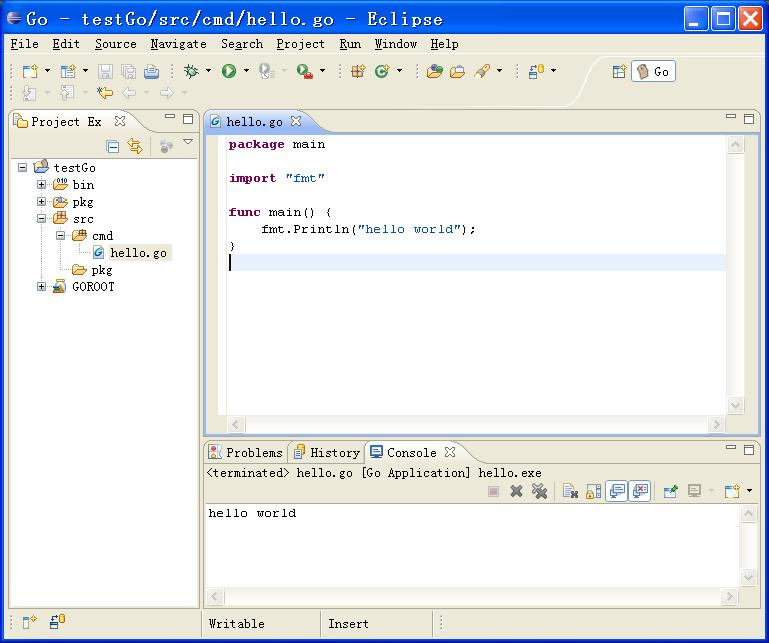 Go - testGo/src/cmd/hello.go - Eclipse
File Edit Source Navigate Search Project Run Window Help
Go
Project Ex
testGo
bin
pkg
src
cmd
hello.go
pkg
GOROOT
hello.go
package main
import "fmt"
func main() {
    fmt.Println("hello world");
}
Problems History Console
<terminated> hello.go [Go Application] hello.exe
hello world
Writable Insert